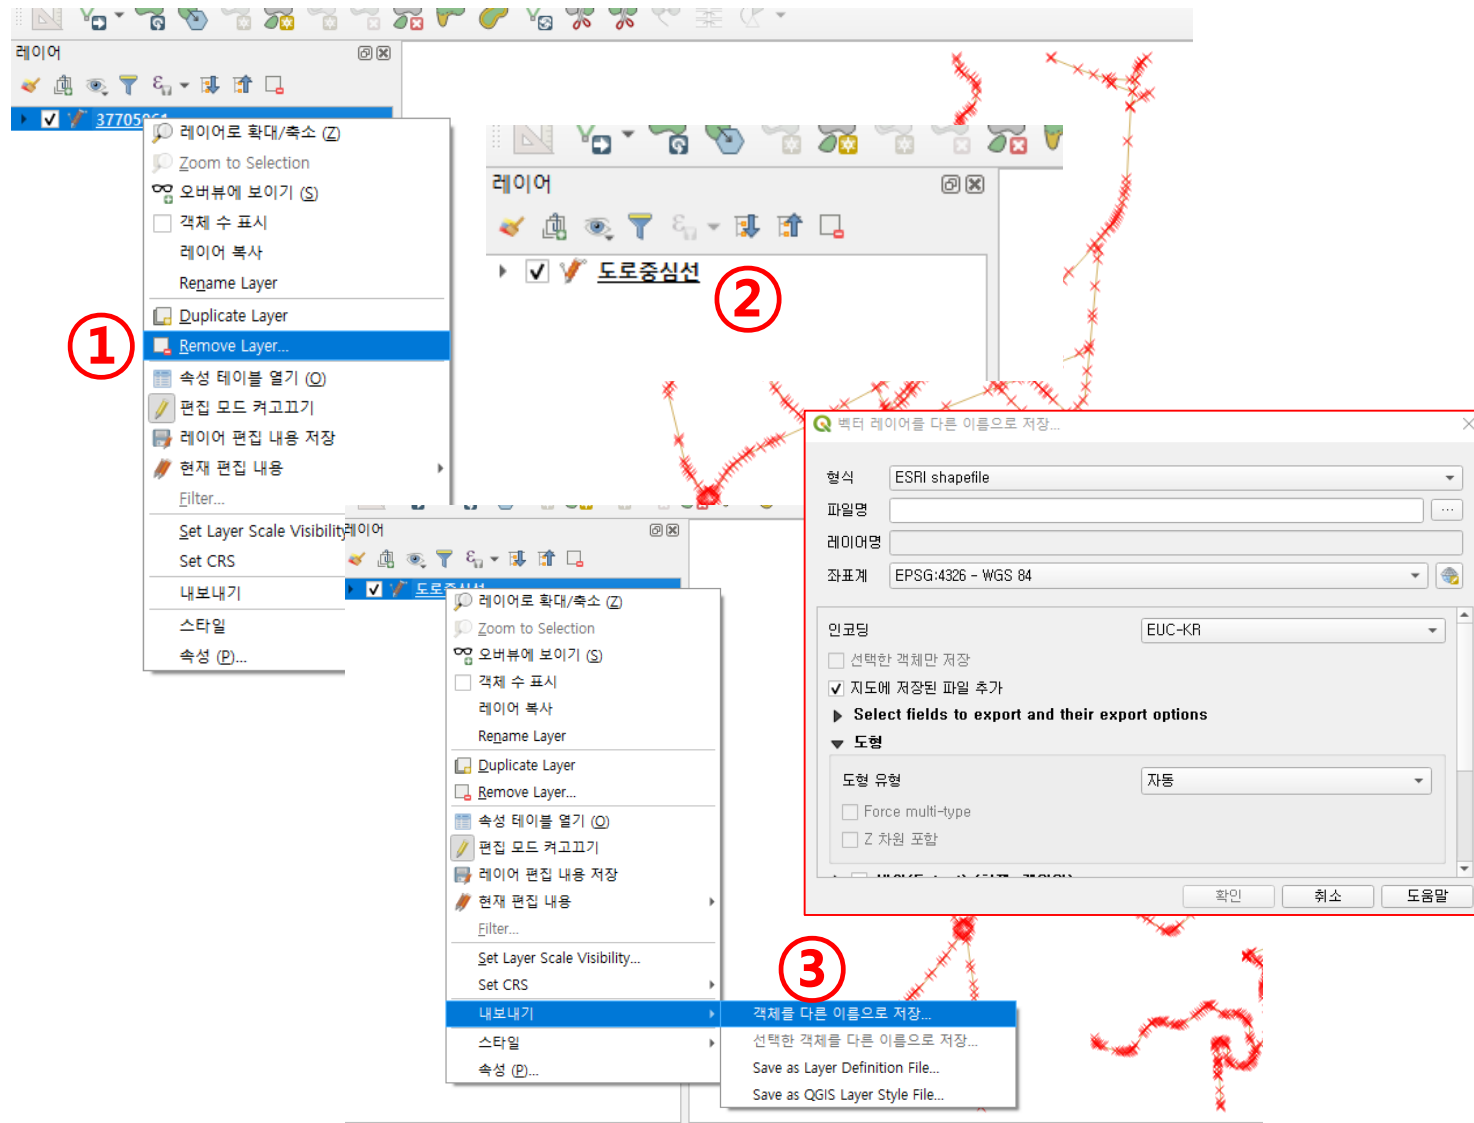 레이어
37705061
레이어로 확대/축소 (Z)
Zoom to Selection
오버뷰에 보이기 (S)
객체 수 표시
레이어 복사
Rename Layer
Duplicate Layer
Remove Layer...
속성 테이블 열기 (O)
편집 모드 켜고끄기
레이어 편집 내용 저장
현재 편집 내용
Filter...
Set Layer Scale Visibility
Set CRS
내보내기
스타일
속성 (P)...
①
레이어
도로중심선
②
레이어
도로중심선
레이어로 확대/축소 (Z)
Zoom to Selection
오버뷰에 보이기 (S)
객체 수 표시
레이어 복사
Rename Layer
Duplicate Layer
Remove Layer...
속성 테이블 열기 (O)
편집 모드 켜고끄기
레이어 편집 내용 저장
현재 편집 내용
Filter...
Set Layer Scale Visibility...
Set CRS
내보내기
스타일
속성 (P)...
③
객체를 다른 이름으로 저장...
선택한 객체를 다른 이름으로 저장...
Save as Layer Definition File...
Save as QGIS Layer Style File...
벡터 레이어를 다른 이름으로 저장...
형식 ESRI shapefile
파일명
레이어명
좌표계 EPSG:4326 - WGS 84
인코딩 EUC-KR
선택한 객체만 저장
지도에 저장된 파일 추가
Select fields to export and their export options
도형
도형 유형 자동
Force multi-type
Z 차원 포함
확인 취소 도움말